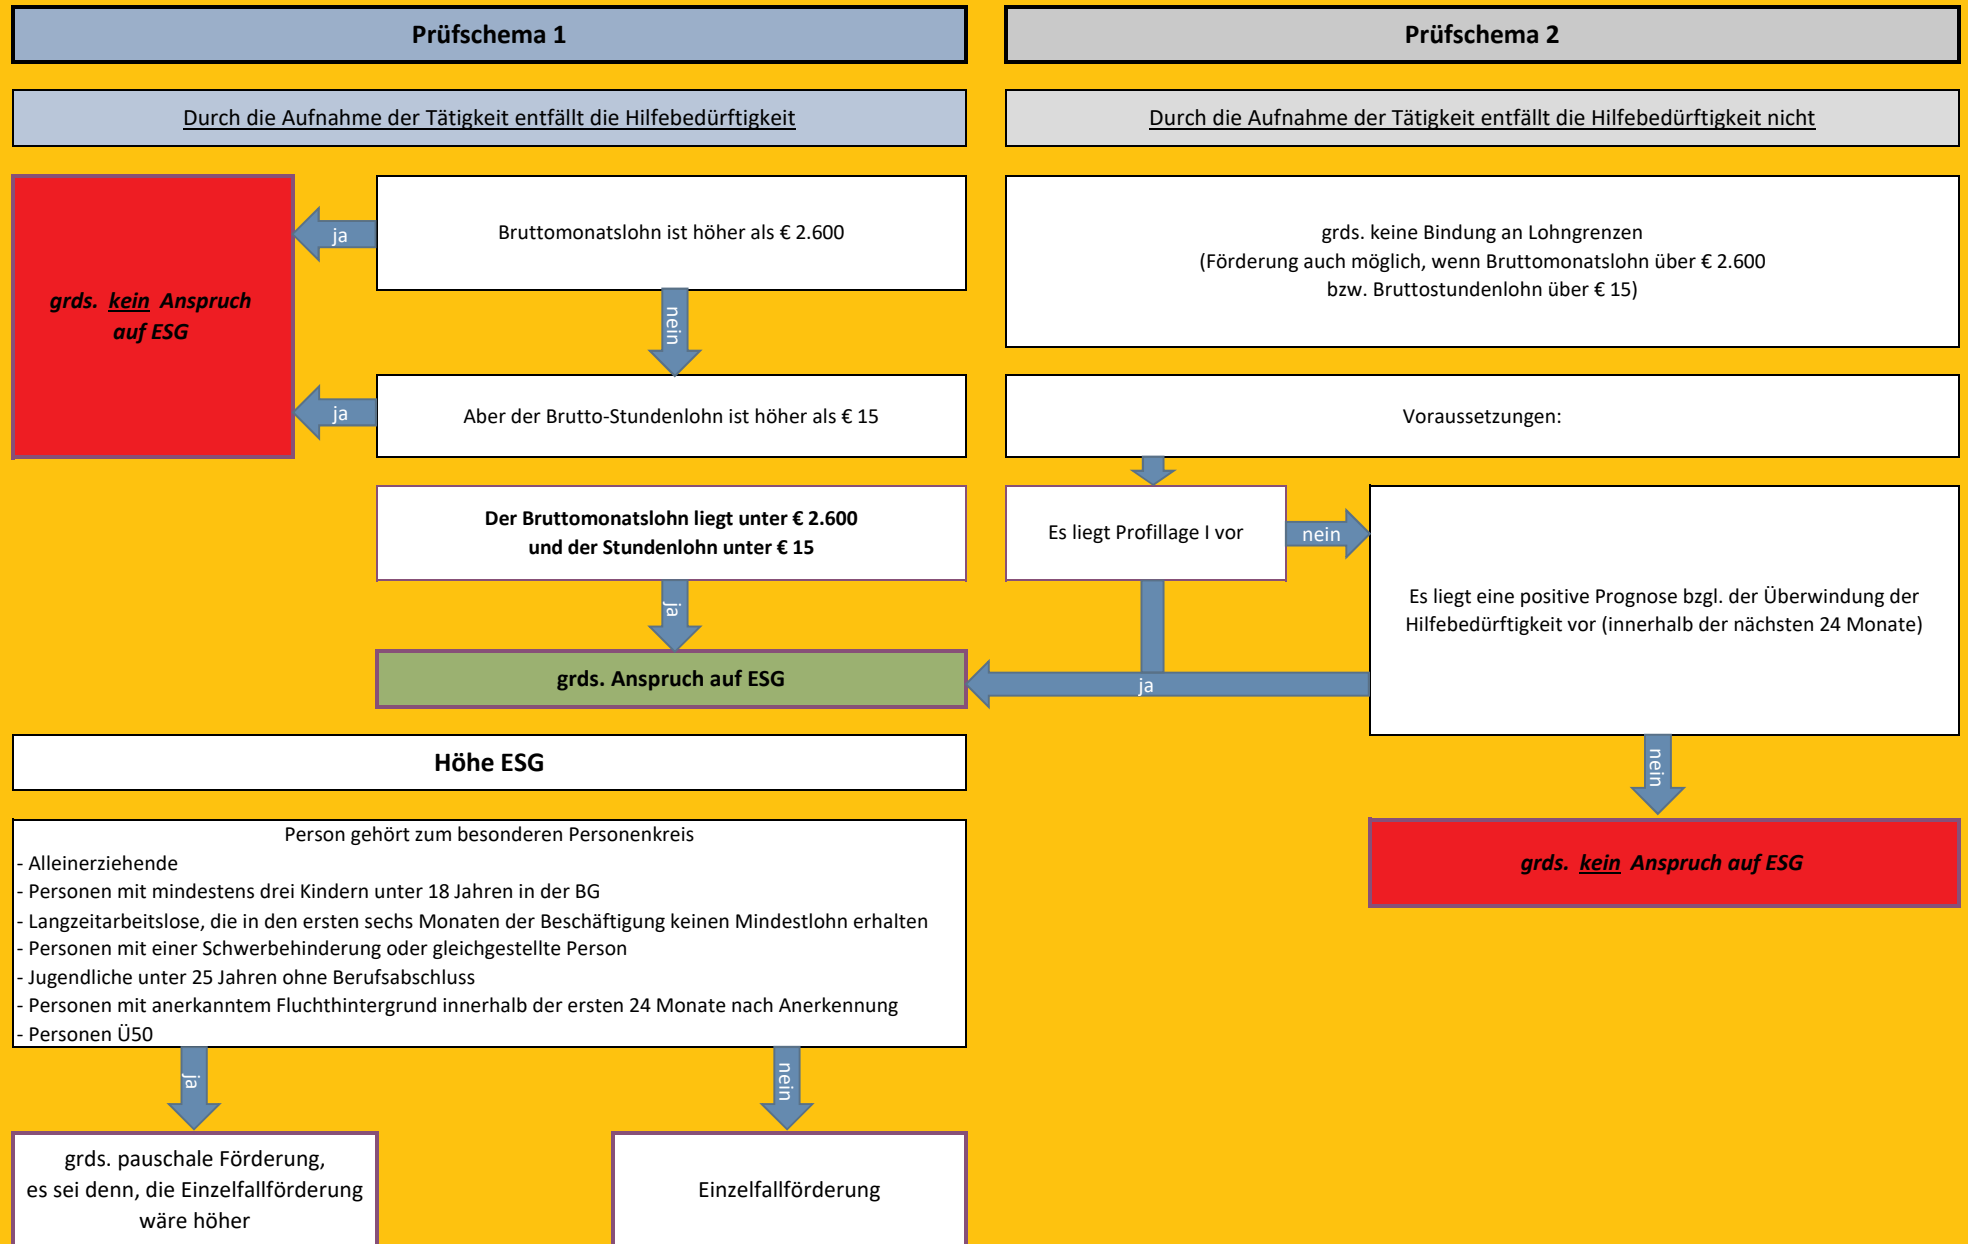 Prüfschema 1
Durch die Aufnahme der Tätigkeit entfällt die Hilfebedürftigkeit
grds. kein Anspruch
auf ESG
ja
Bruttomonatslohn ist höher als € 2.600
nein
ja
Aber der Brutto-Stundenlohn ist höher als € 15
Der Bruttomonatslohn liegt unter € 2.600
und der Stundenlohn unter € 15
ja
grds. Anspruch auf ESG
Höhe ESG
Person gehört zum besonderen Personenkreis
- Alleinerziehende
- Personen mit mindestens drei Kindern unter 18 Jahren in der BG
- Langzeitarbeitslose, die in den ersten sechs Monaten der Beschäftigung keinen Mindestlohn erhalten
- Personen mit einer Schwerbehinderung oder gleichgestellte Person
- Jugendliche unter 25 Jahren ohne Berufsabschluss
- Personen mit anerkanntem Fluchthintergrund innerhalb der ersten 24 Monate nach Anerkennung
- Personen Ü50
ja
nein
grds. pauschale Förderung,
es sei denn, die Einzelfallförderung
wäre höher
Einzelfallförderung
Prüfschema 2
Durch die Aufnahme der Tätigkeit entfällt die Hilfebedürftigkeit nicht
grds. keine Bindung an Lohngrenzen
(Förderung auch möglich, wenn Bruttomonatslohn über € 2.600
bzw. Bruttostundenlohn über € 15)
Voraussetzungen:
Es liegt Profillage I vor
nein
Es liegt eine positive Prognose bzgl. der Überwindung der
Hilfebedürftigkeit vor (innerhalb der nächsten 24 Monate)
ja
nein
grds. kein Anspruch auf ESG